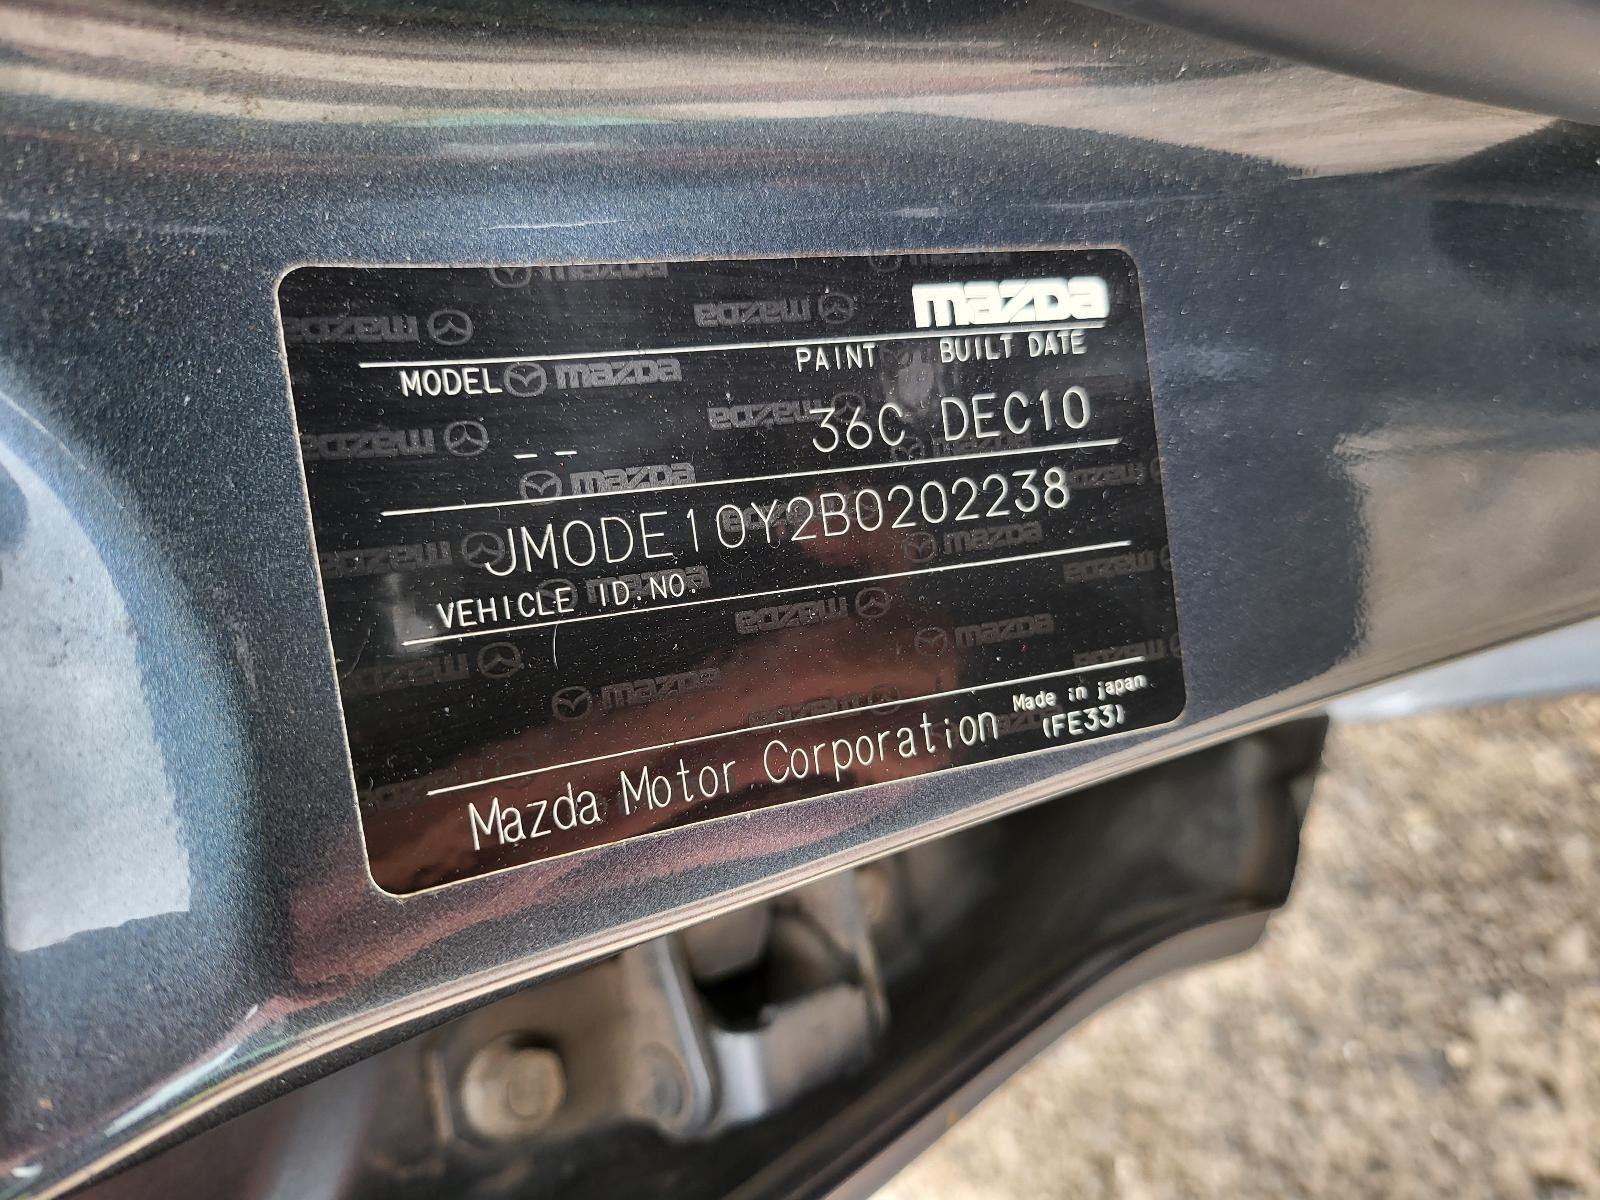 mazda
MODEL PAINT BUILT DATE
-- 36C DEC10
JM0DE10Y2B0202238
VEHICLE ID.NO.
Mazda Motor Corporation Made in japan
(FE33)